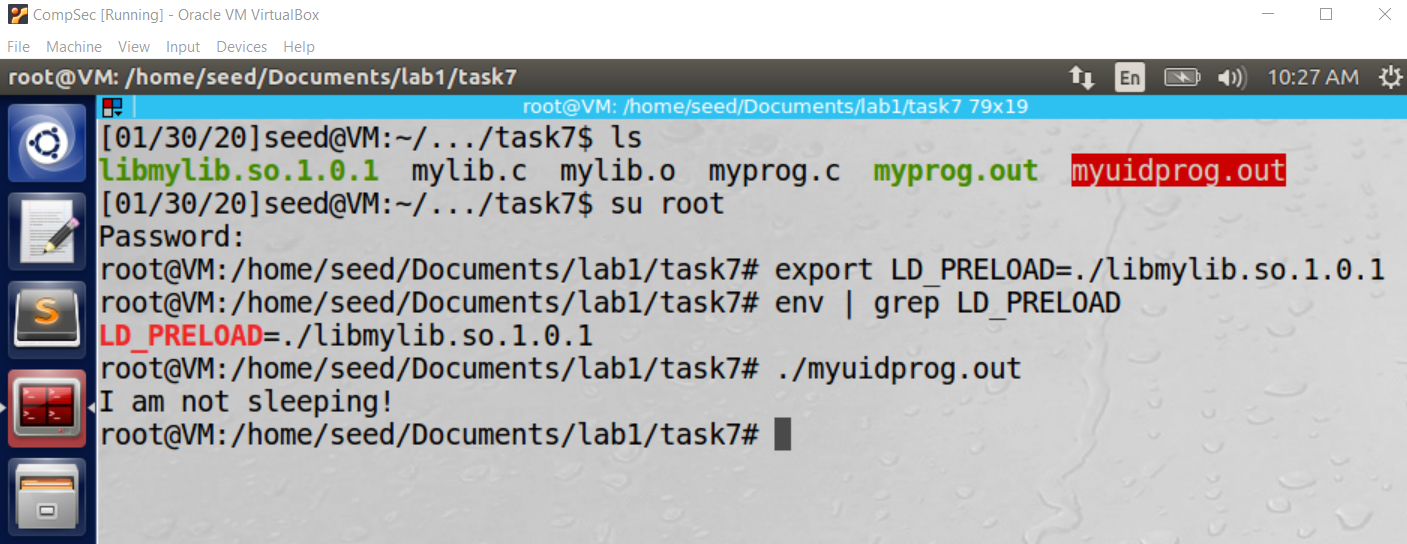 CompSec [Running] - Oracle VM VirtualBox
File Machine View Input Devices Help
root@VM: /home/seed/Documents/lab1/task7 En 10:27 AM
root@VM: /home/seed/Documents/lab1/task7 79x19
[01/30/20]seed@VM:~/.../task7$ ls
libmylib.so.1.0.1 mylib.c mylib.o myprog.c myprog.out myuidprog.out
[01/30/20]seed@VM:~/.../task7$ su root
Password:
root@VM:/home/seed/Documents/lab1/task7# export LD_PRELOAD=./libmylib.so.1.0.1
root@VM:/home/seed/Documents/lab1/task7# env | grep LD_PRELOAD
LD_PRELOAD=./libmylib.so.1.0.1
root@VM:/home/seed/Documents/lab1/task7# ./myuidprog.out
I am not sleeping!
root@VM:/home/seed/Documents/lab1/task7#